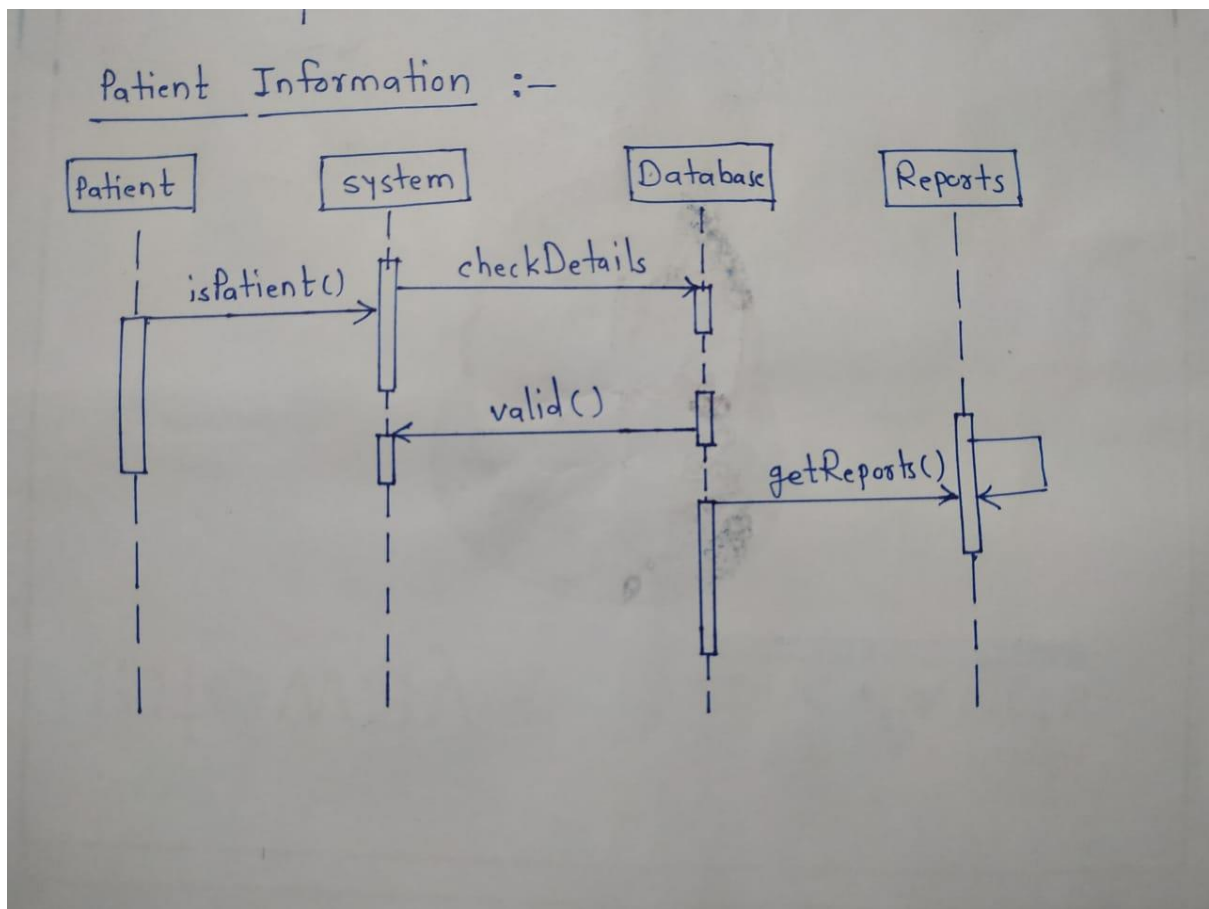 Patient Information :-
Patient system Database Reports
checkDetails
isPatient()
valid()
getReports()